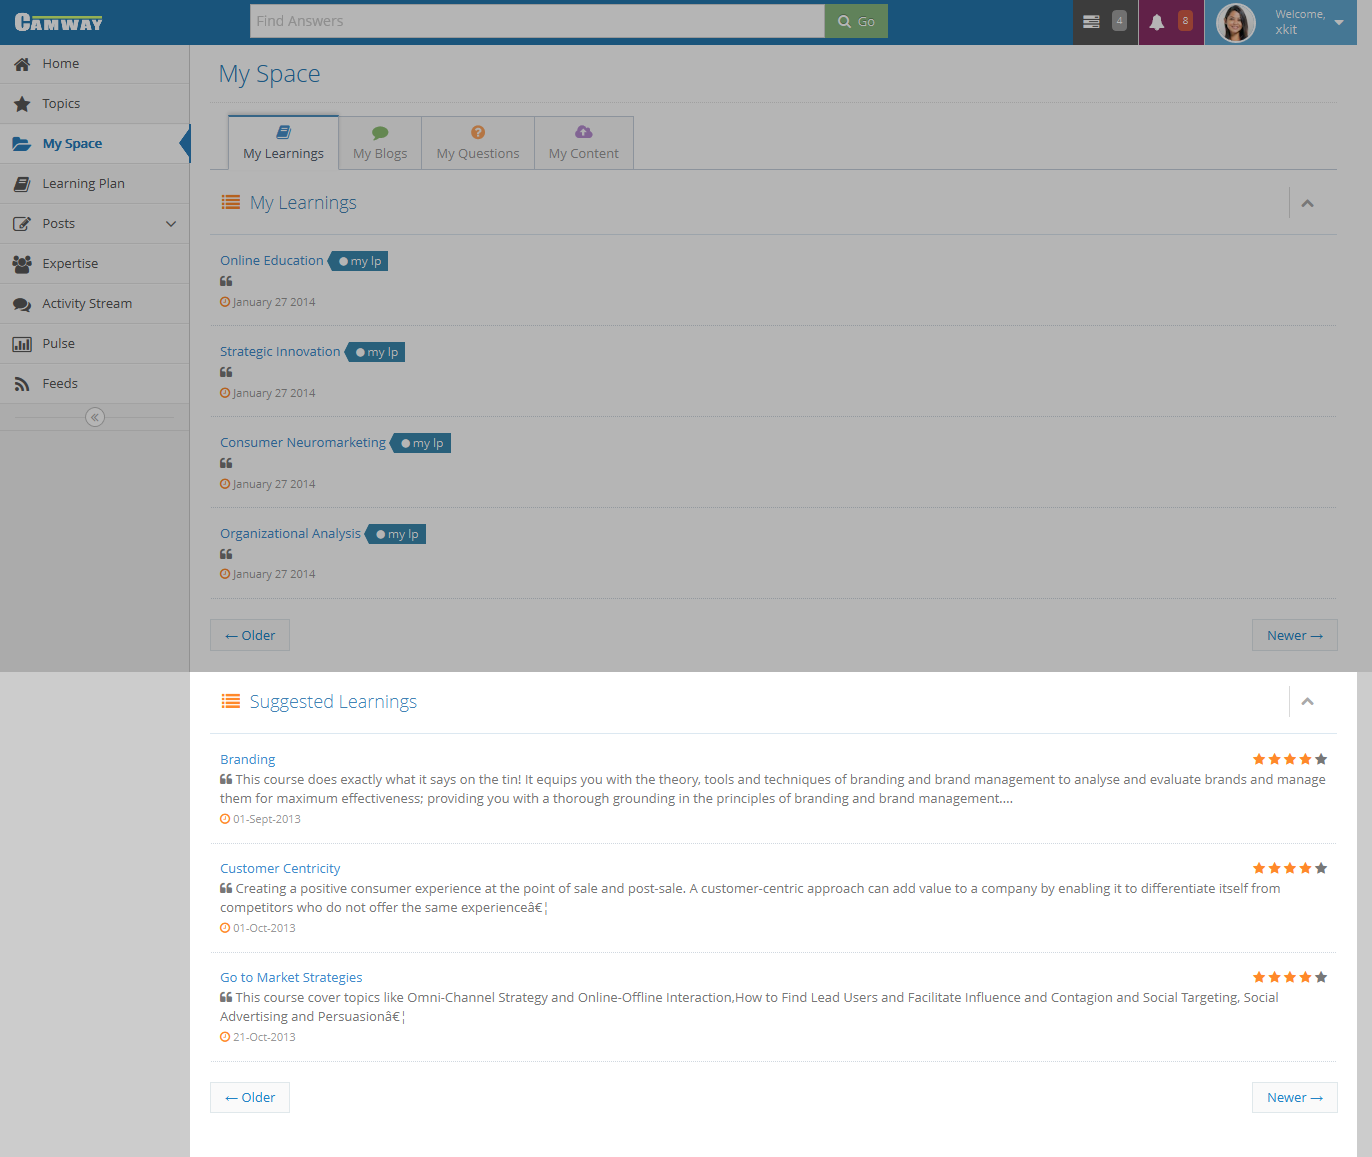 CAMWAY
Find Answers
Go
4
8
Welcome,
xkit
Home
Topics
My Space
Learning Plan
Posts
Expertise
Activity Stream
Pulse
Feeds
My Space
My Learnings
My Blogs
My Questions
My Content
My Learnings
Online Education my lp
January 27 2014
Strategic Innovation my lp
January 27 2014
Consumer Neuromarketing my lp
January 27 2014
Organizational Analysis my lp
January 27 2014
← Older
Newer →
Suggested Learnings
Branding
This course does exactly what it says on the tin! It equips you with the theory, tools and techniques of branding and brand management to analyse and evaluate brands and manage
them for maximum effectiveness; providing you with a thorough grounding in the principles of branding and brand management....
01-Sept-2013
Customer Centricity
Creating a positive consumer experience at the point of sale and post-sale. A customer-centric approach can add value to a company by enabling it to differentiate itself from
competitors who do not offer the same experienceâ€¦
01-Oct-2013
Go to Market Strategies
This course cover topics like Omni-Channel Strategy and Online-Offline Interaction,How to Find Lead Users and Facilitate Influence and Contagion and Social Targeting, Social
Advertising and Persuasionâ€¦
21-Oct-2013
← Older
Newer →